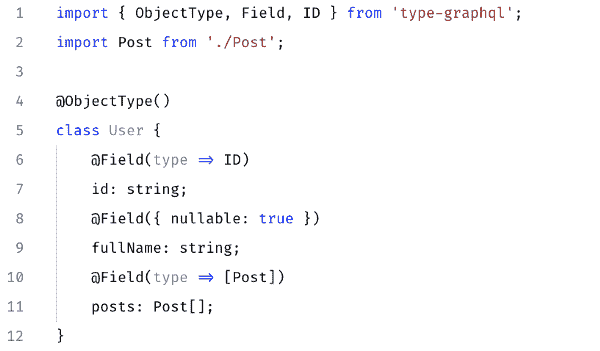 1 import { ObjectType, Field, ID } from 'type-graphql';
2 import Post from './Post';
3
4 @ObjectType()
5 class User {
6 @Field(type => ID)
7 id: string;
8 @Field({ nullable: true })
9 fullName: string;
10 @Field(type => [Post])
11 posts: Post[];
12 }